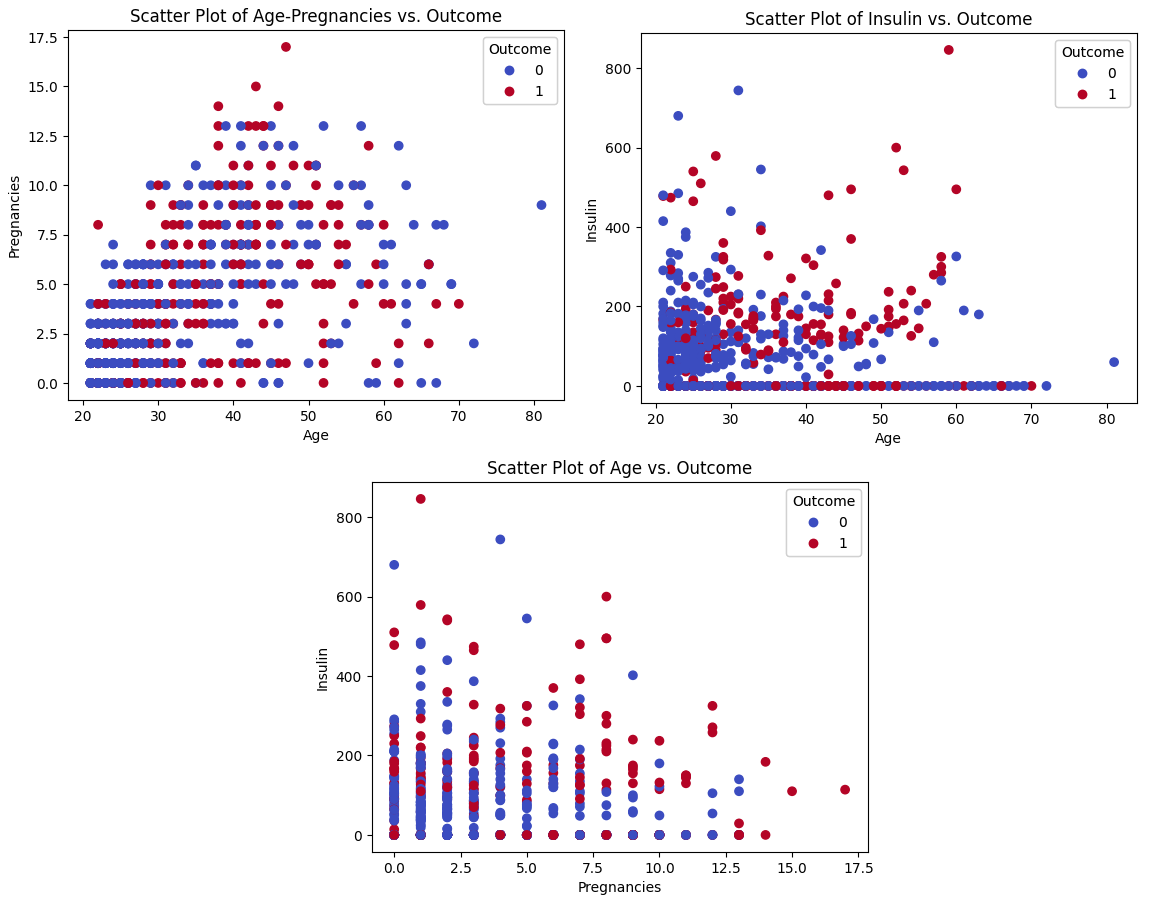 Scatter Plot of Age-Pregnancies vs. Outcome
17.5
15.0
12.5
10.0
7.5
5.0
2.5
0.0
Pregnancies
Outcome
0
1
20 30 40 50 60 70 80
Age
Scatter Plot of Insulin vs. Outcome
800
600
400
200
0
Insulin
Outcome
0
1
20 30 40 50 60 70 80
Age
Scatter Plot of Age vs. Outcome
800
600
400
200
0
Insulin
Outcome
0
1
0.0 2.5 5.0 7.5 10.0 12.5 15.0 17.5
Pregnancies